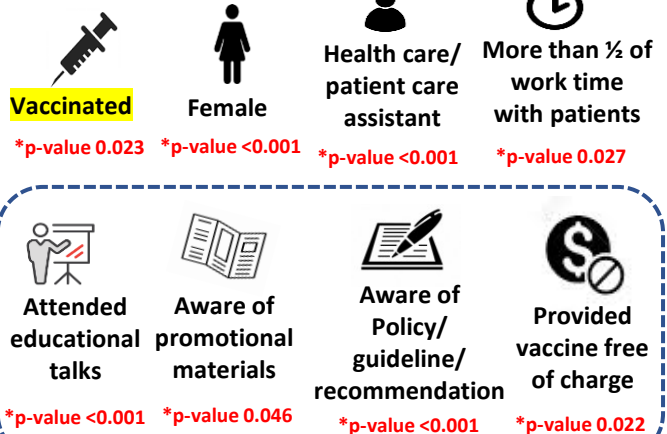 Vaccinated
*p-value 0.023
Female
*p-value <0.001
Health care/
patient care
assistant
*p-value <0.001
More than ½ of
work time
with patients
*p-value 0.027
Attended
educational
talks
*p-value <0.001
Aware of
promotional
materials
*p-value 0.046
Aware of
Policy/
guideline/
recommendation
*p-value <0.001
Provided
vaccine free
of charge
*p-value 0.022